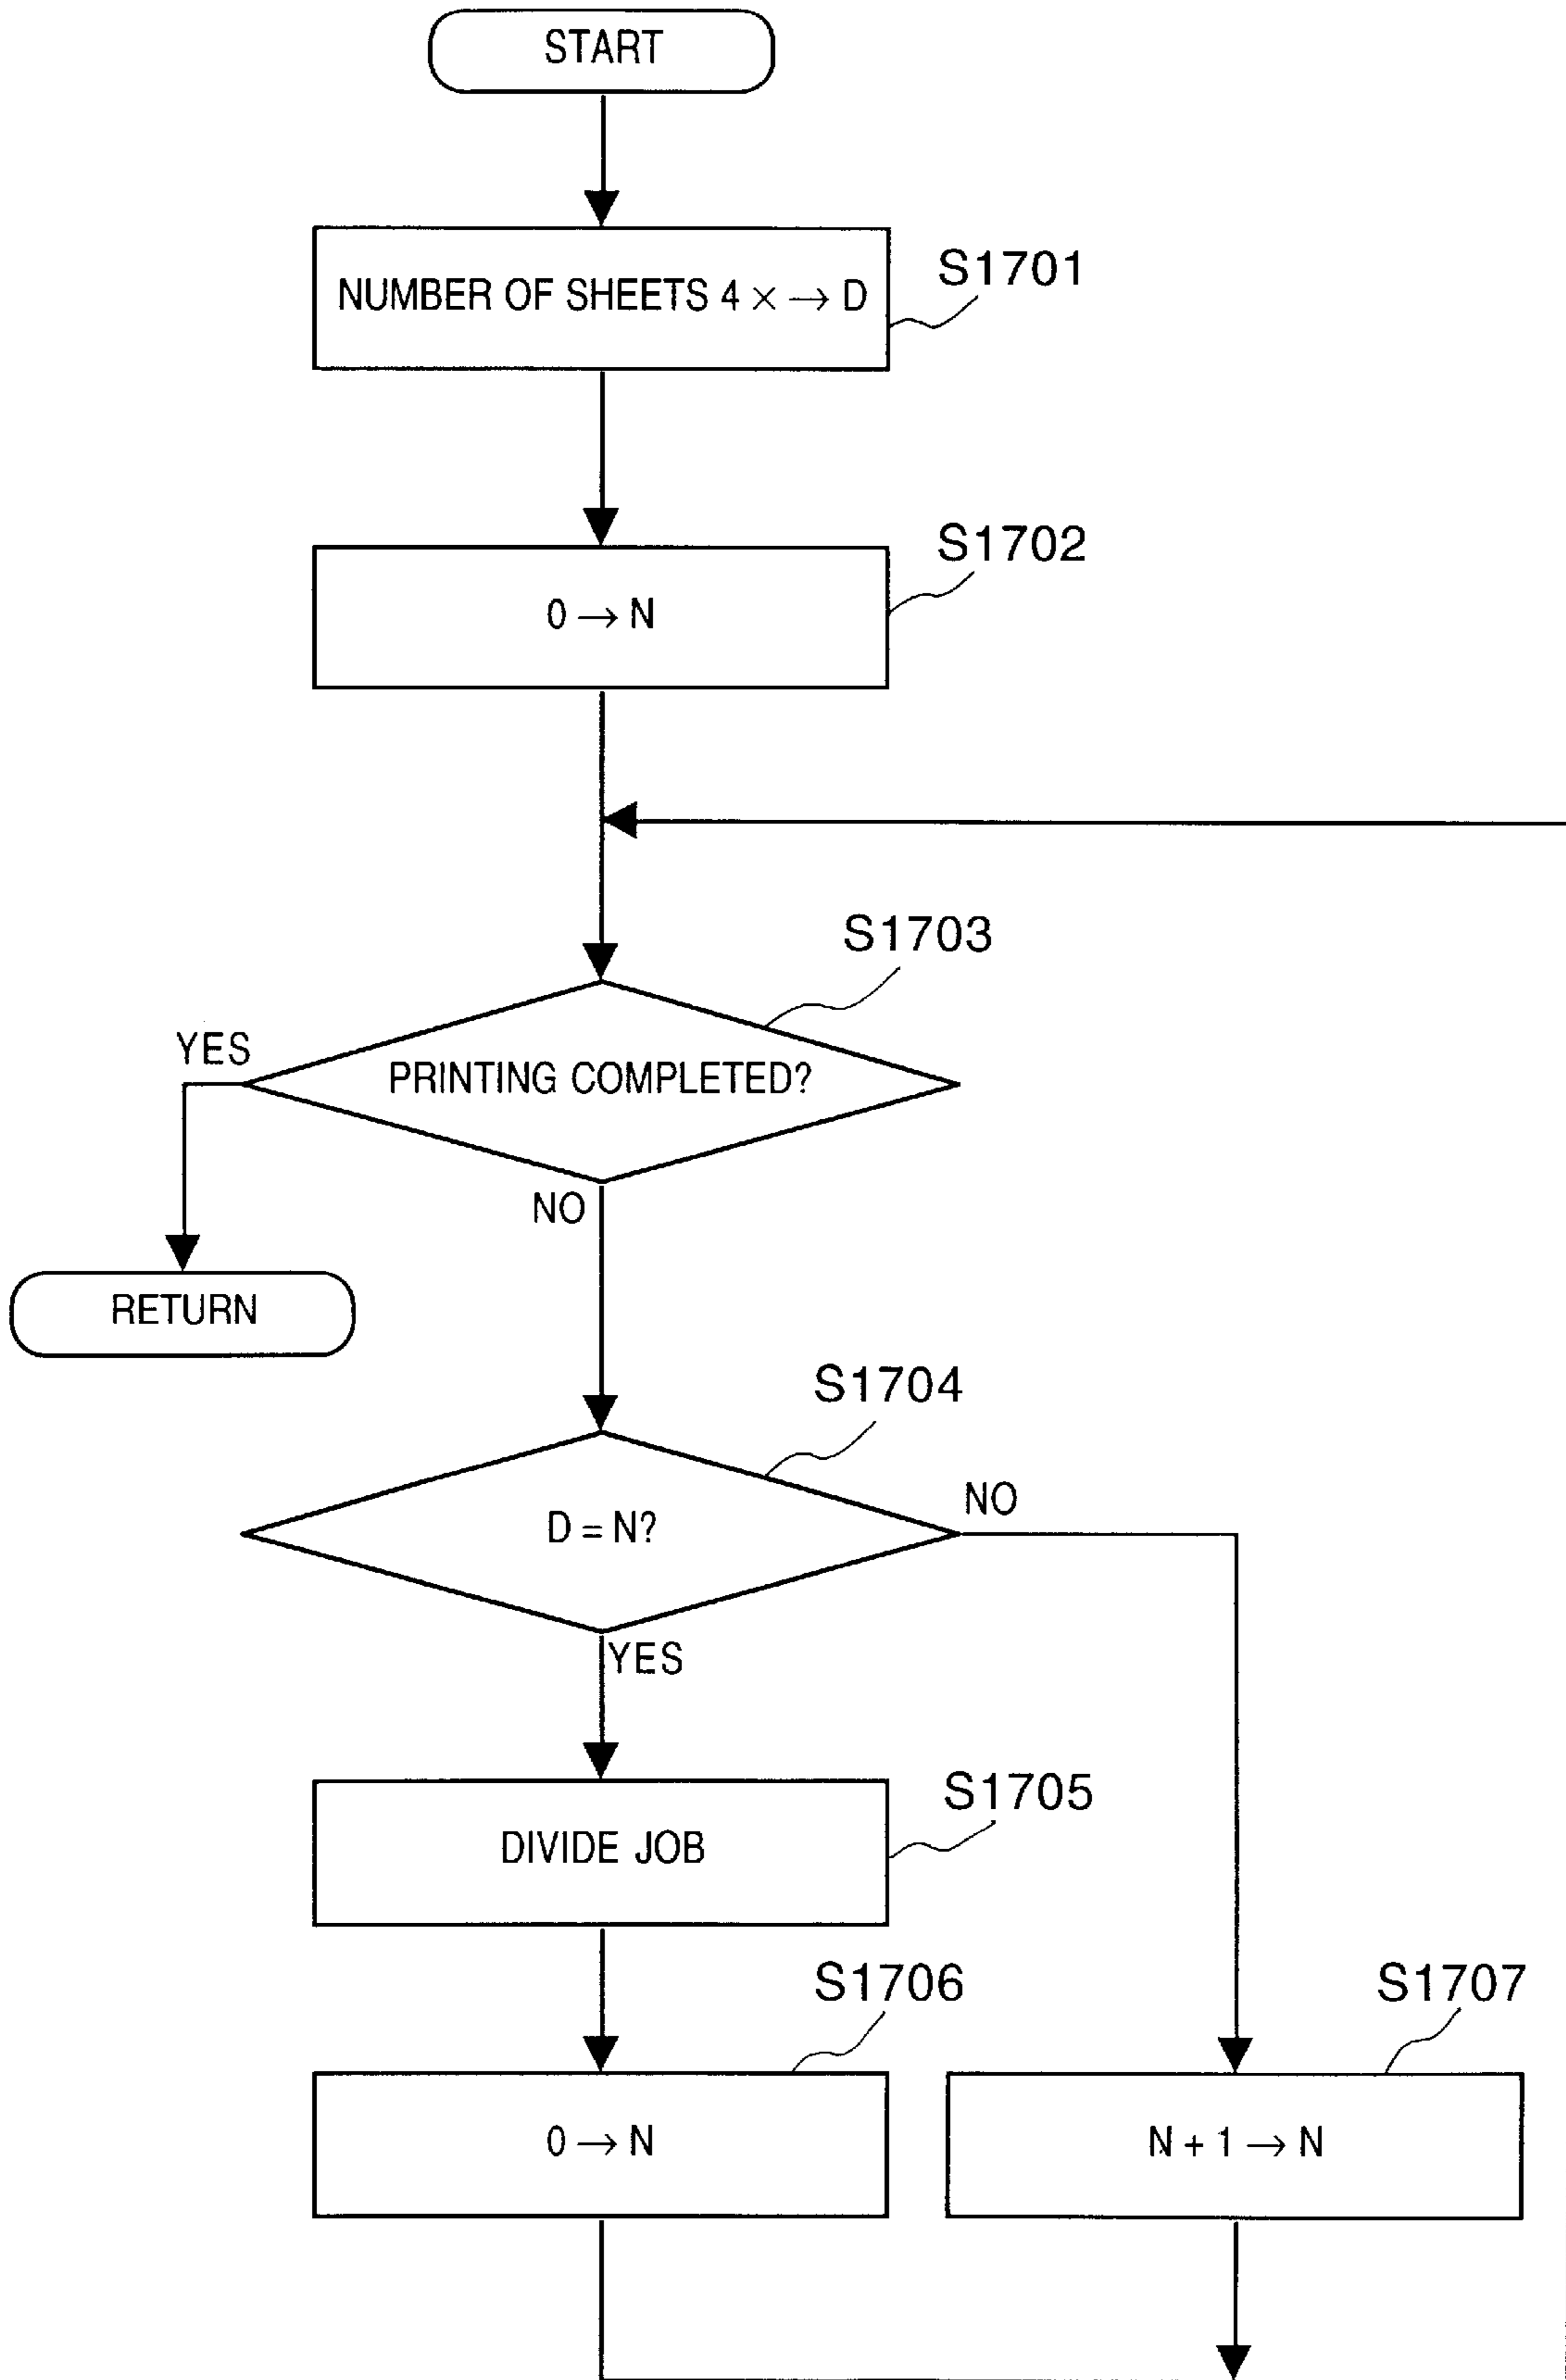 START
NUMBER OF SHEETS 4 × → D
S1701
0 → N
S1702
S1703
PRINTING COMPLETED?
YES
NO
RETURN
S1704
D = N?
NO
YES
DIVIDE JOB
S1705
S1706
0 → N
S1707
N + 1 → N